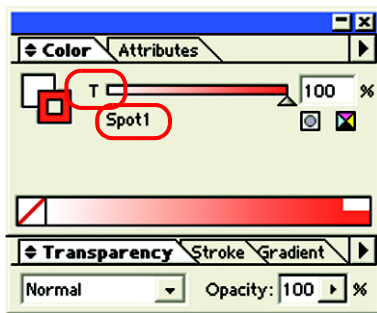 Color Attributes
T 100 %
Spot1
Transparency Stroke Gradient
Normal Opacity: 100 %